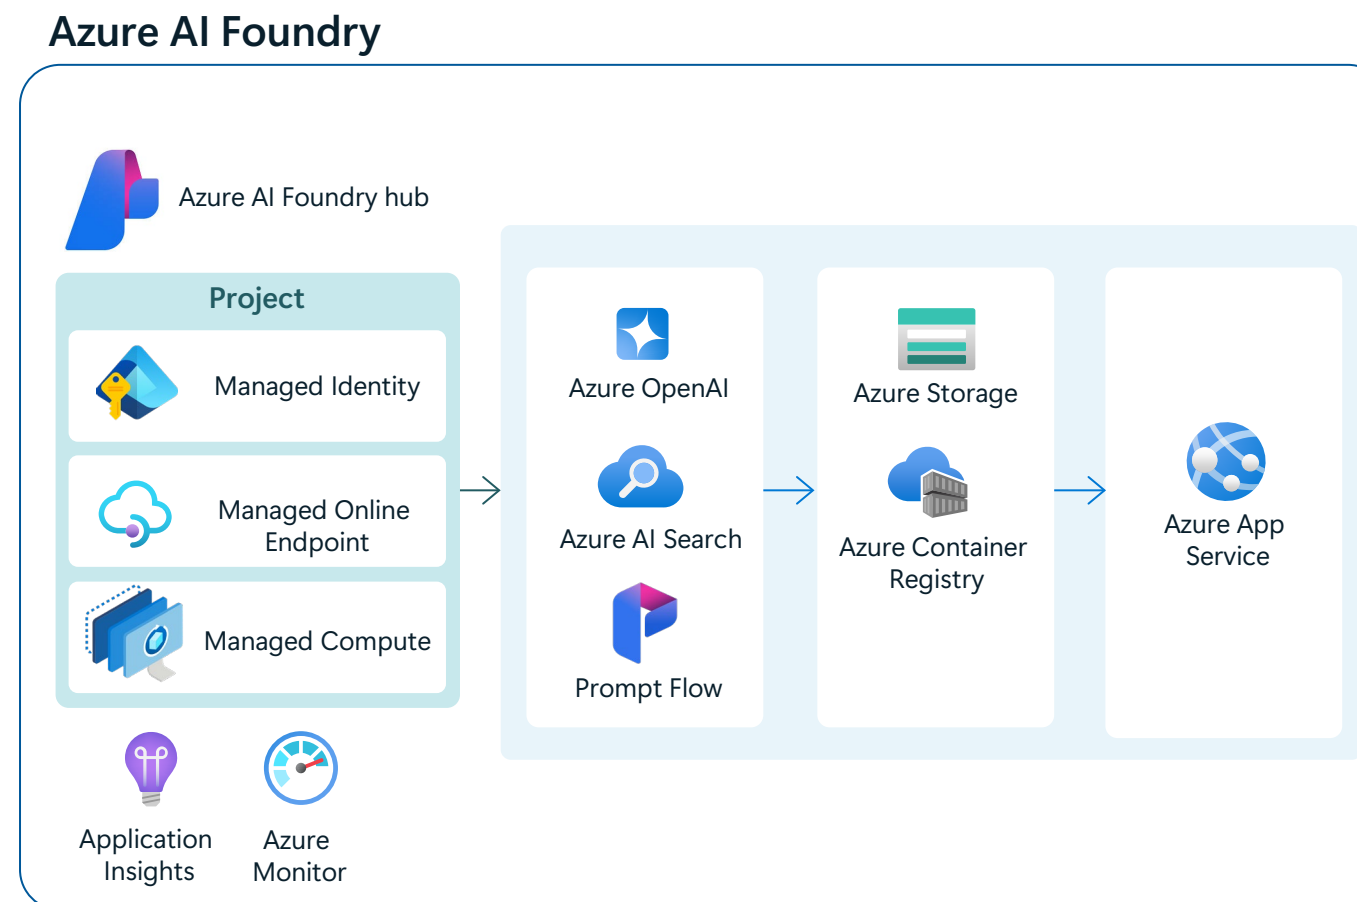 Azure AI Foundry
Azure AI Foundry hub
Project
Managed Identity
Managed Online
Endpoint
Managed Compute
Application
Insights
Azure
Monitor
Azure OpenAI
Azure AI Search
Prompt Flow
Azure Storage
Azure Container
Registry
Azure App
Service